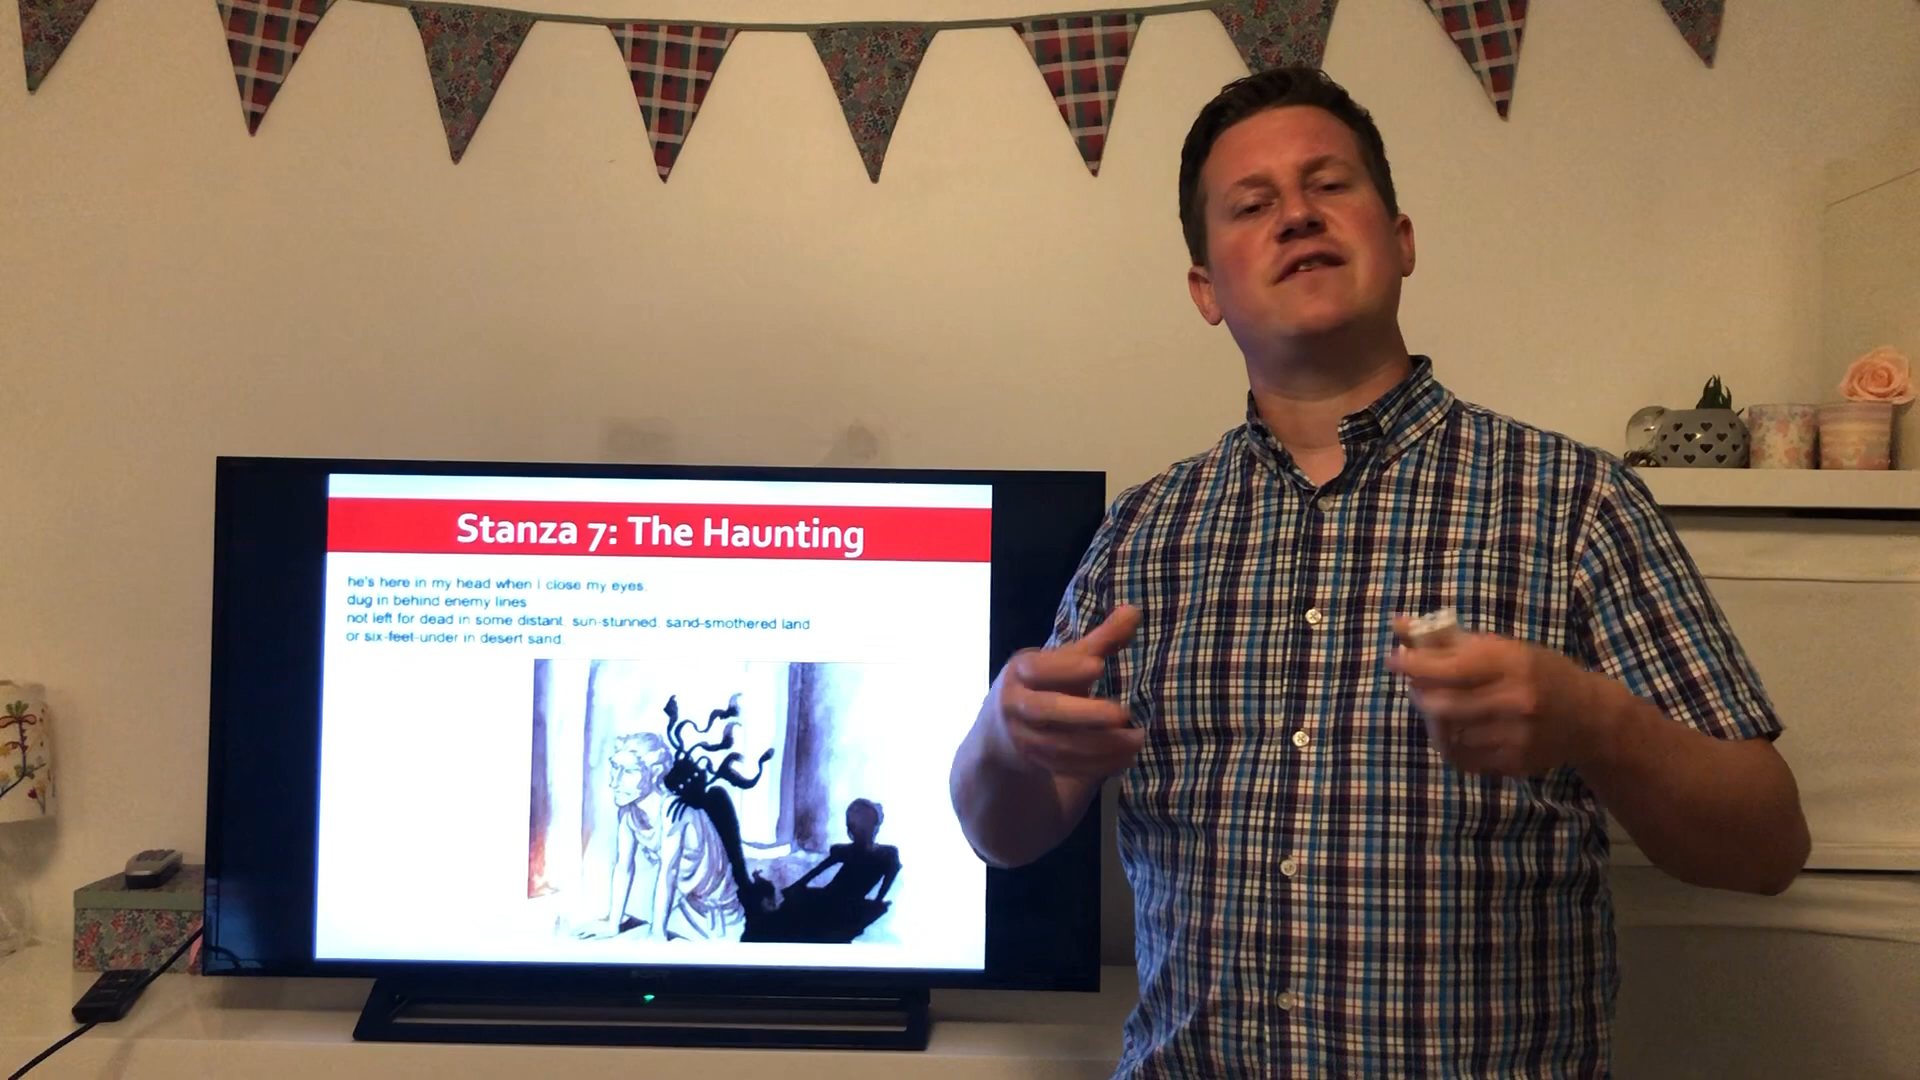 Stanza 7: The Haunting
he's here in my head when I close my eyes,
dug in behind enemy lines
not left for dead in some distant, sun-stunned, sand-smothered land
or six-feet-under in desert sand.
SONY